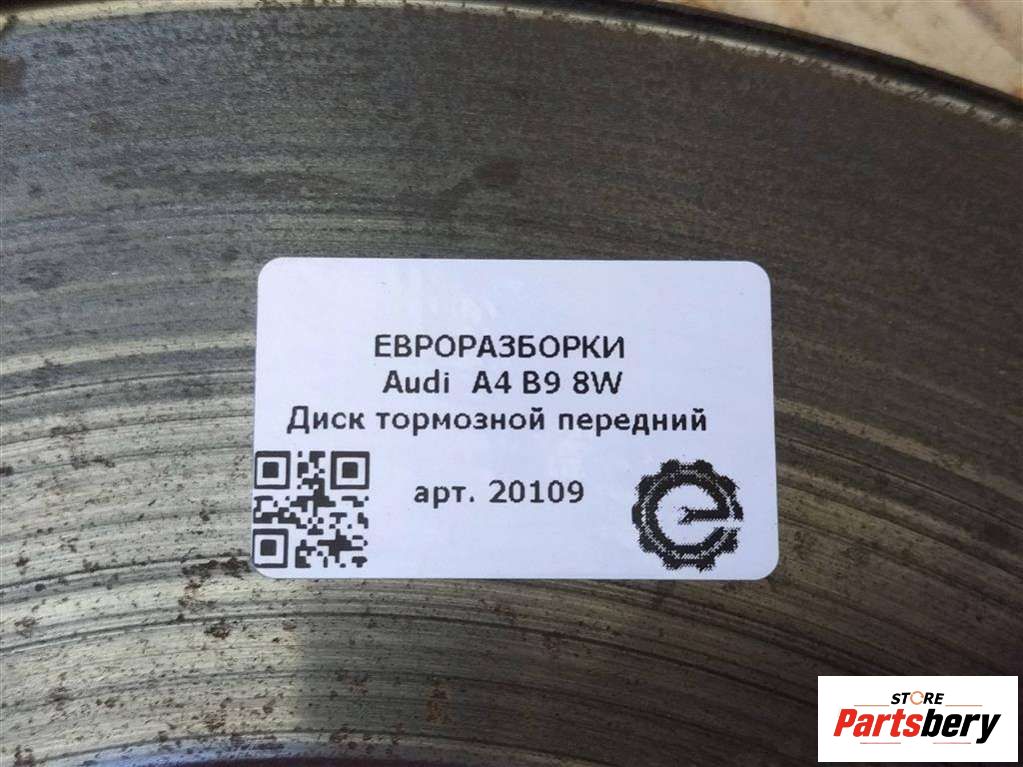 ЕВРОРАЗБОРКИ
Audi A4 B9 8W
Диск тормозной передний
арт. 20109
STORE
Partsbery